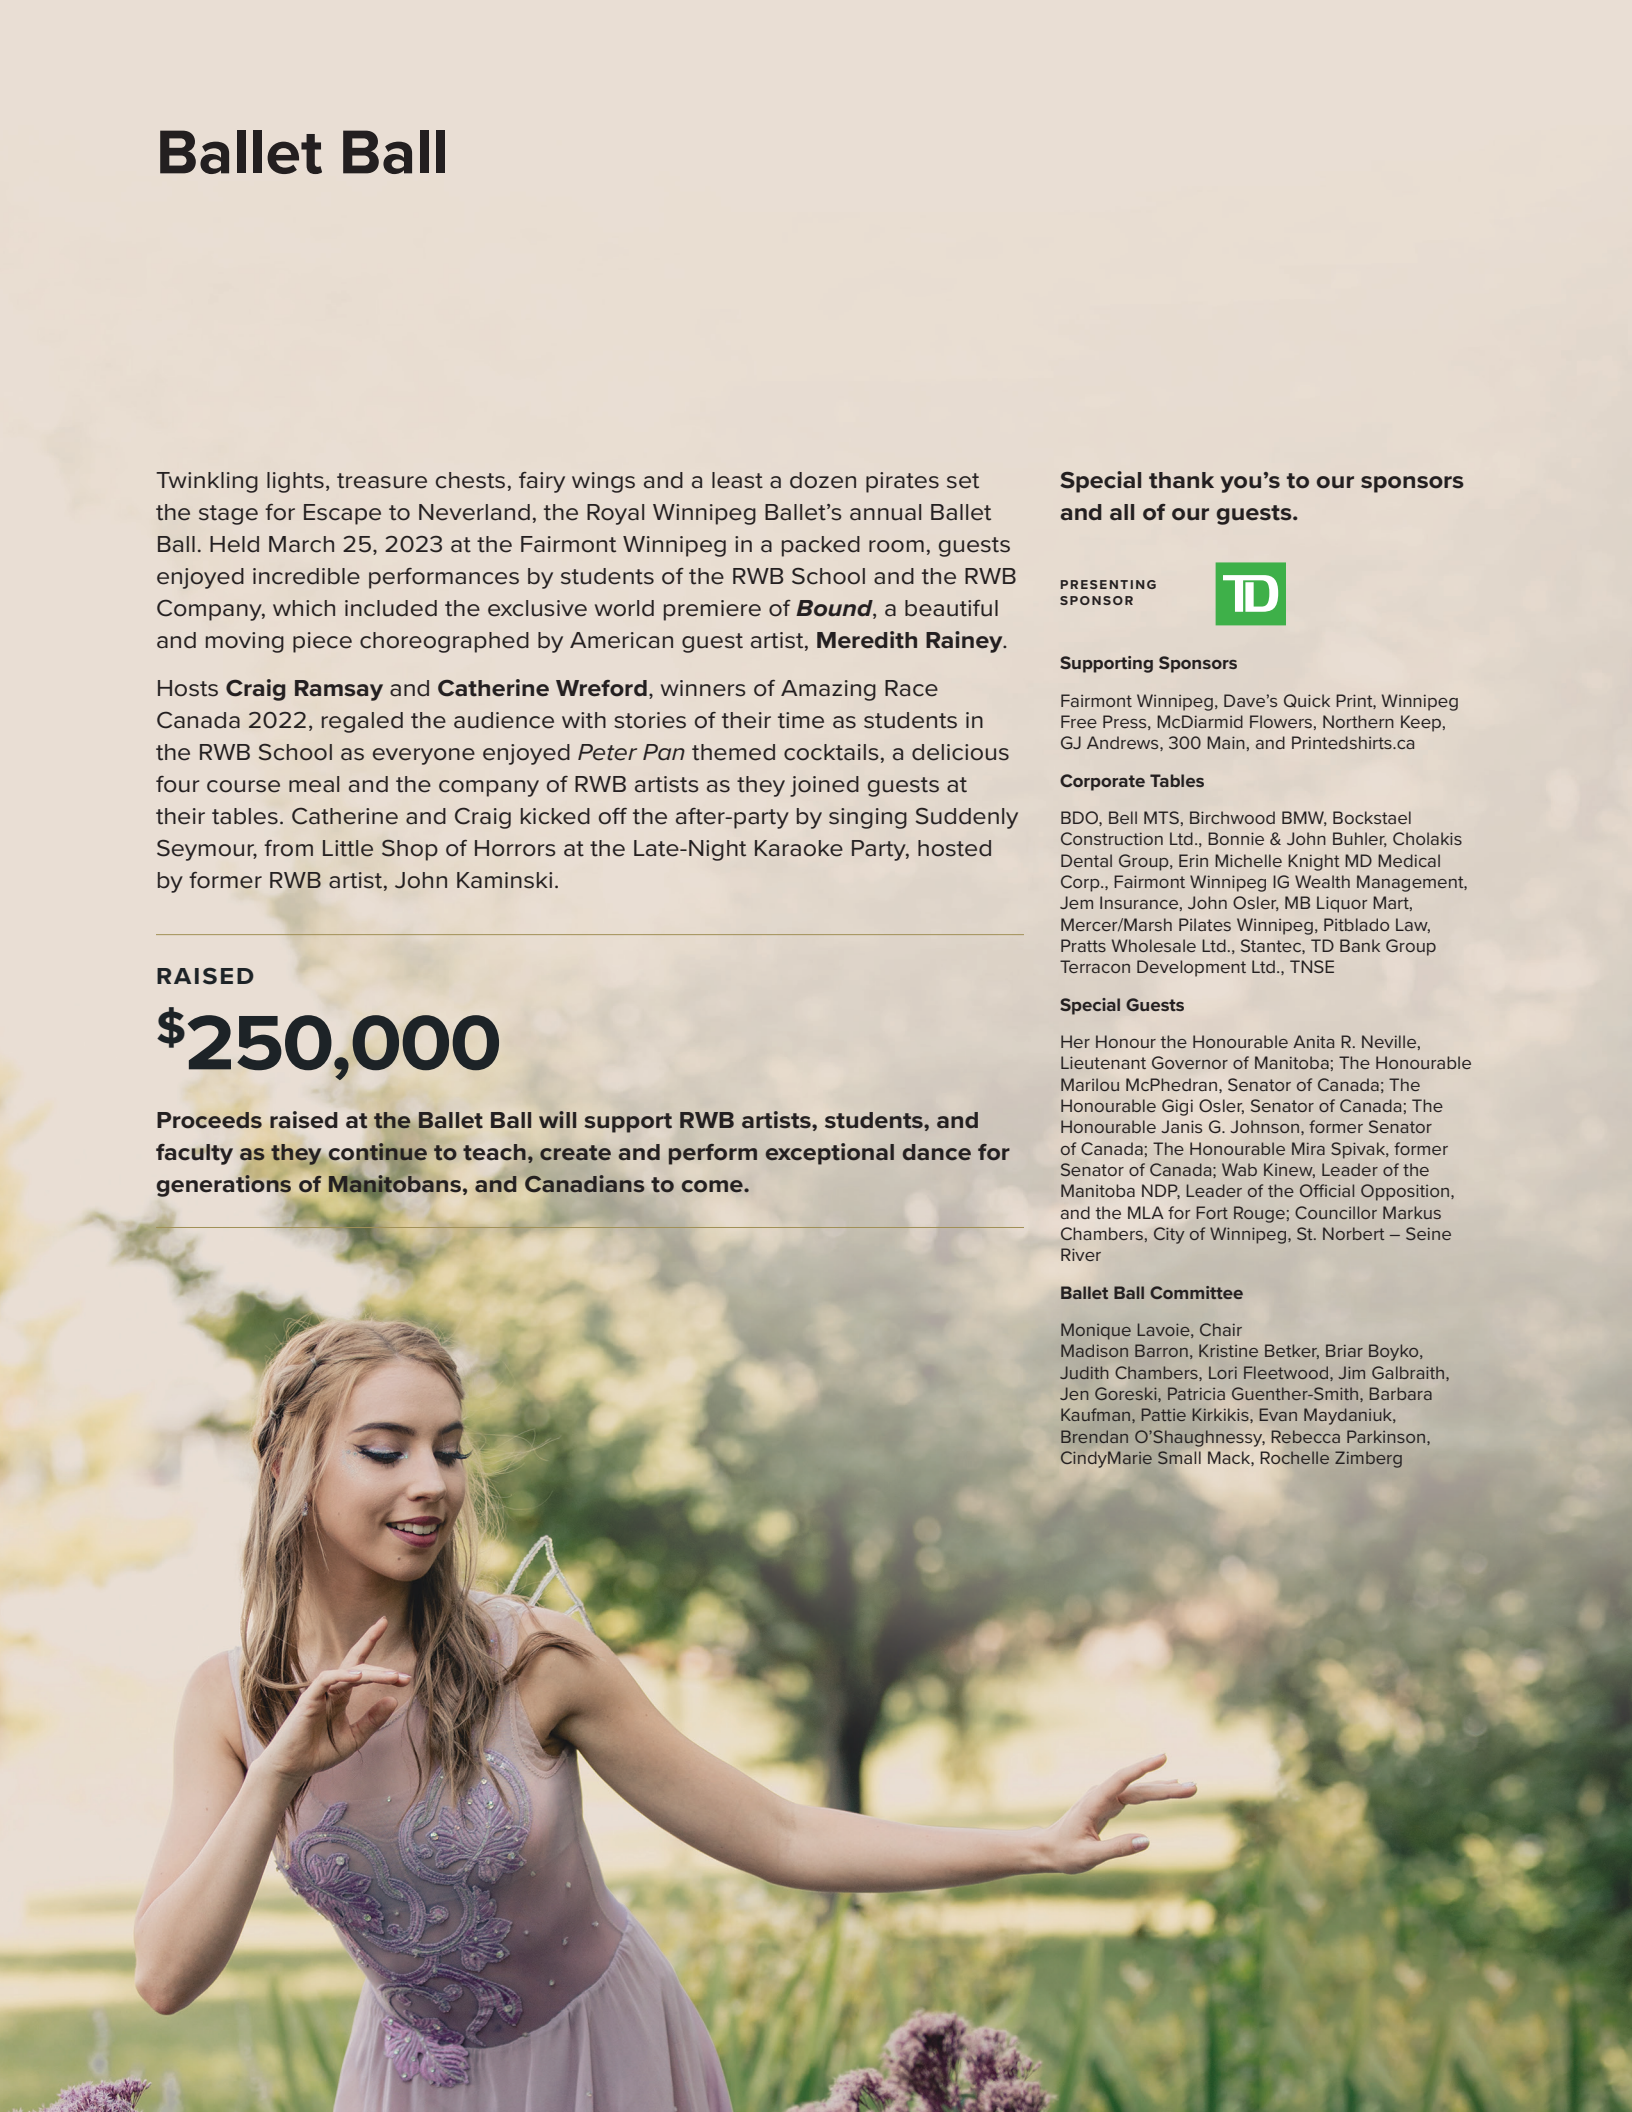 Ballet Ball
Twinkling lights, treasure chests, fairy wings and a least a dozen pirates set
the stage for Escape to Neverland, the Royal Winnipeg Ballet’s annual Ballet
Ball. Held March 25, 2023 at the Fairmont Winnipeg in a packed room, guests
enjoyed incredible performances by students of the RWB School and the RWB
Company, which included the exclusive world premiere of Bound, a beautiful
and moving piece choreographed by American guest artist, Meredith Rainey.
Hosts Craig Ramsay and Catherine Wreford, winners of Amazing Race
Canada 2022, regaled the audience with stories of their time as students in
the RWB School as everyone enjoyed Peter Pan themed cocktails, a delicious
four course meal and the company of RWB artists as they joined guests at
their tables. Catherine and Craig kicked off the after-party by singing Suddenly
Seymour, from Little Shop of Horrors at the Late-Night Karaoke Party, hosted
by former RWB artist, John Kaminski.
RAISED
$250,000
Proceeds raised at the Ballet Ball will support RWB artists, students, and
faculty as they continue to teach, create and perform exceptional dance for
generations of Manitobans, and Canadians to come.
Special thank you’s to our sponsors
and all of our guests.
PRESENTING
SPONSOR
TD
Supporting Sponsors
Fairmont Winnipeg, Dave’s Quick Print, Winnipeg
Free Press, McDiarmid Flowers, Northern Keep,
GJ Andrews, 300 Main, and Printedshirts.ca
Corporate Tables
BDO, Bell MTS, Birchwood BMW, Bockstael
Construction Ltd., Bonnie & John Buhler, Cholakis
Dental Group, Erin Michelle Knight MD Medical
Corp., Fairmont Winnipeg IG Wealth Management,
Jem Insurance, John Osler, MB Liquor Mart,
Mercer/Marsh Pilates Winnipeg, Pitblado Law,
Pratts Wholesale Ltd., Stantec, TD Bank Group
Terracon Development Ltd., TNSE
Special Guests
Her Honour the Honourable Anita R. Neville,
Lieutenant Governor of Manitoba; The Honourable
Marilou McPhedran, Senator of Canada; The
Honourable Gigi Osler, Senator of Canada; The
Honourable Janis G. Johnson, former Senator
of Canada; The Honourable Mira Spivak, former
Senator of Canada; Wab Kinew, Leader of the
Manitoba NDP, Leader of the Official Opposition,
and the MLA for Fort Rouge; Councillor Markus
Chambers, City of Winnipeg, St. Norbert – Seine
River
Ballet Ball Committee
Monique Lavoie, Chair
Madison Barron, Kristine Betker, Briar Boyko,
Judith Chambers, Lori Fleetwood, Jim Galbraith,
Jen Goreski, Patricia Guenther-Smith, Barbara
Kaufman, Pattie Kirkikis, Evan Maydaniuk,
Brendan O’Shaughnessy, Rebecca Parkinson,
CindyMarie Small Mack, Rochelle Zimberg